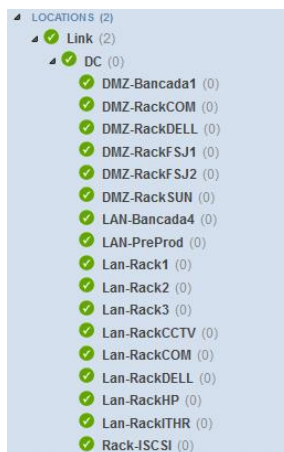 LOCATIONS (2)
Link (2)
DC (0)
DMZ-Bancada1 (0)
DMZ-RackCOM (0)
DMZ-RackDELL (0)
DMZ-RackFSJ1 (0)
DMZ-RackFSJ2 (0)
DMZ-RackSUN (0)
LAN-Bancada4 (0)
LAN-PreProd (0)
Lan-Rack1 (0)
Lan-Rack2 (0)
Lan-Rack3 (0)
Lan-RackCCTV (0)
Lan-RackCOM (0)
Lan-RackDELL (0)
Lan-RackHP (0)
Lan-RackITHR (0)
Rack-ISCSI (0)